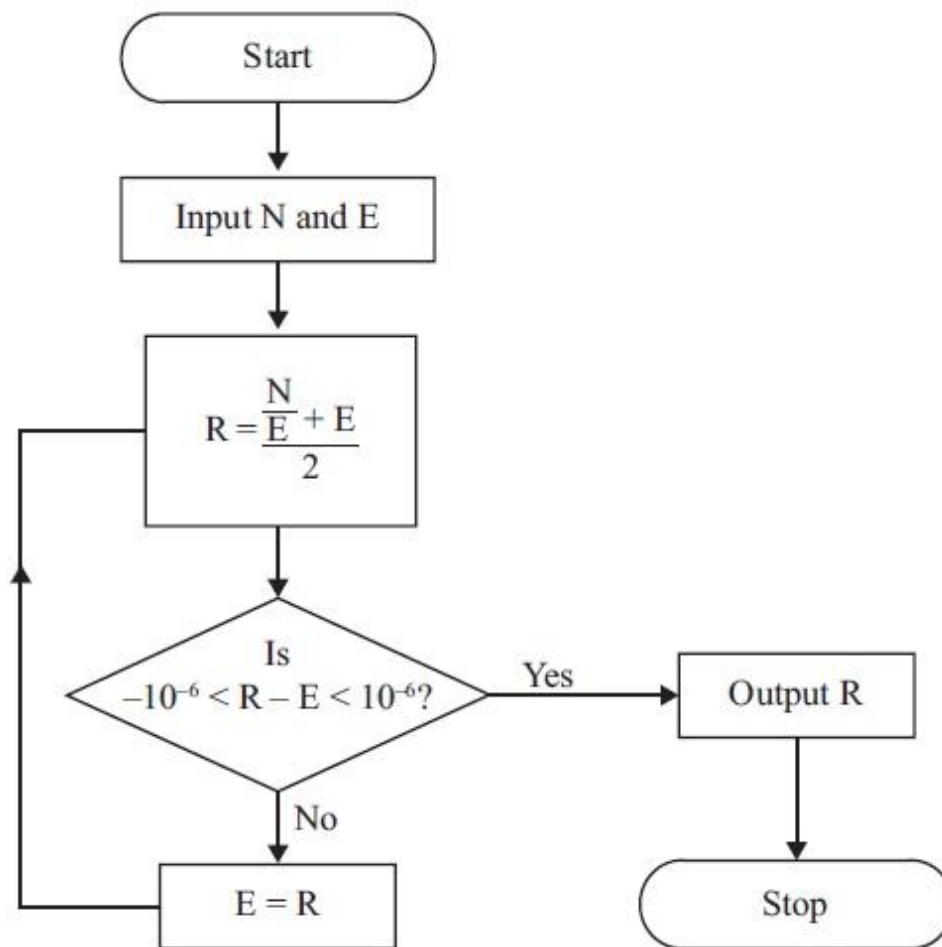 Start
Input N and E
N
R = E + E
2
Is
–10⁻⁶ < R – E < 10⁻⁶?
Yes
Output R
No
E = R
Stop